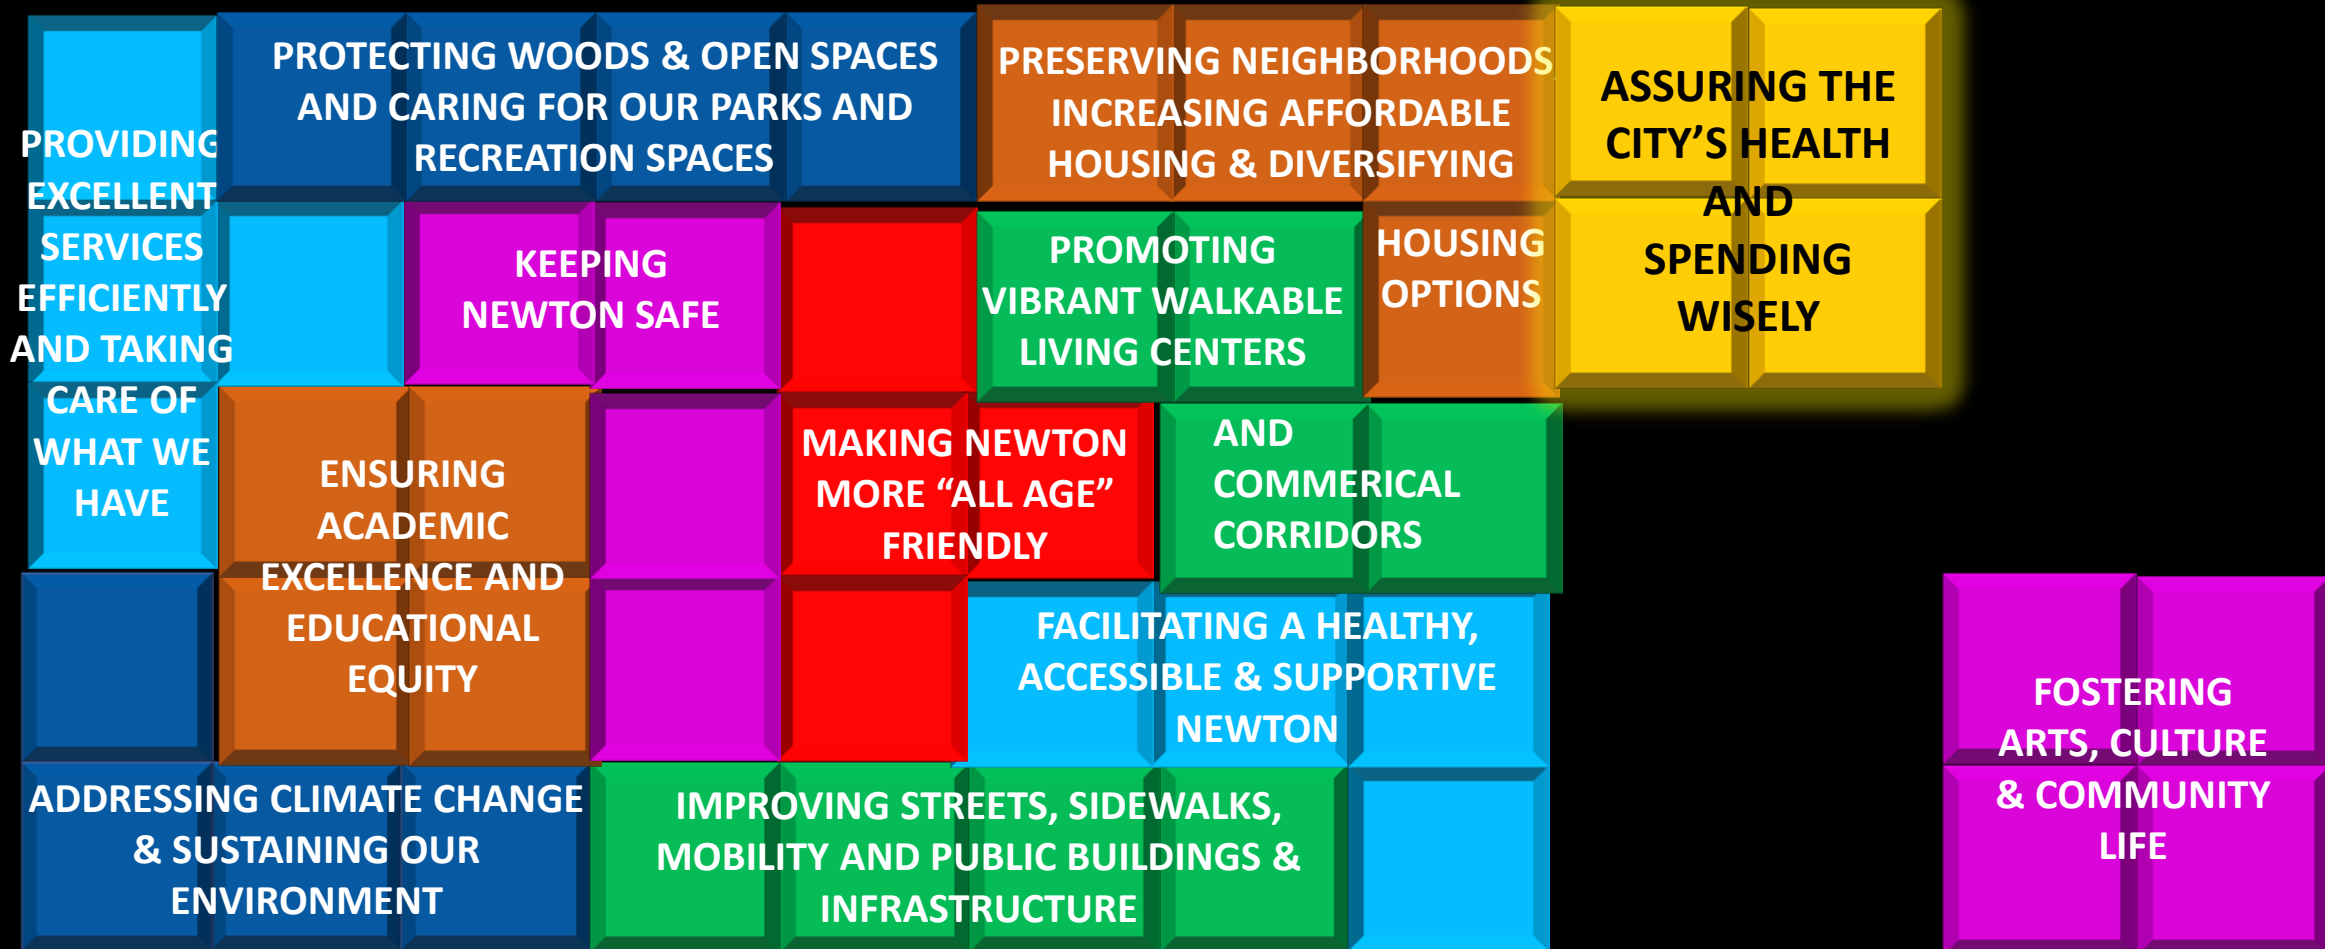 PROVIDING
EXCELLENT
SERVICES
EFFICIENTLY
AND TAKING
CARE OF
WHAT WE
HAVE
PROTECTING WOODS & OPEN SPACES
AND CARING FOR OUR PARKS AND
RECREATION SPACES
PRESERVING NEIGHBORHOODS,
INCREASING AFFORDABLE
HOUSING & DIVERSIFYING
HOUSING
OPTIONS
ASSURING THE
CITY’S HEALTH
AND
SPENDING
WISELY
KEEPING
NEWTON SAFE
PROMOTING
VIBRANT WALKABLE
LIVING CENTERS
AND
COMMERICAL
CORRIDORS
ENSURING
ACADEMIC
EXCELLENCE AND
EDUCATIONAL
EQUITY
MAKING NEWTON
MORE “ALL AGE”
FRIENDLY
FACILITATING A HEALTHY,
ACCESSIBLE & SUPPORTIVE
NEWTON
FOSTERING
ARTS, CULTURE
& COMMUNITY
LIFE
ADDRESSING CLIMATE CHANGE
& SUSTAINING OUR
ENVIRONMENT
IMPROVING STREETS, SIDEWALKS,
MOBILITY AND PUBLIC BUILDINGS &
INFRASTRUCTURE